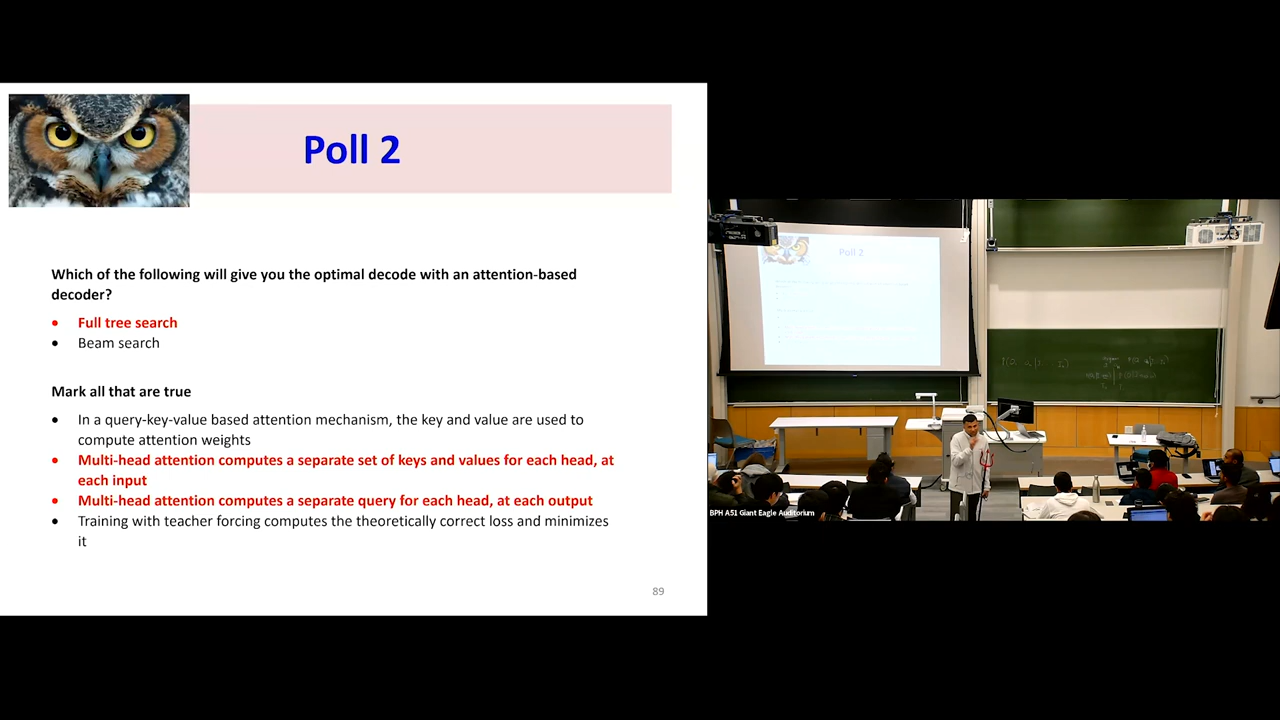 Poll 2
Which of the following will give you the optimal decode with an attention-based
decoder?
• Full tree search
• Beam search
Mark all that are true
• In a query-key-value based attention mechanism, the key and value are used to
compute attention weights
• Multi-head attention computes a separate set of keys and values for each head, at
each input
• Multi-head attention computes a separate query for each head, at each output
• Training with teacher forcing computes the theoretically correct loss and minimizes
it
89
Poll 2
BPH A51 Giant Eagle Auditorium